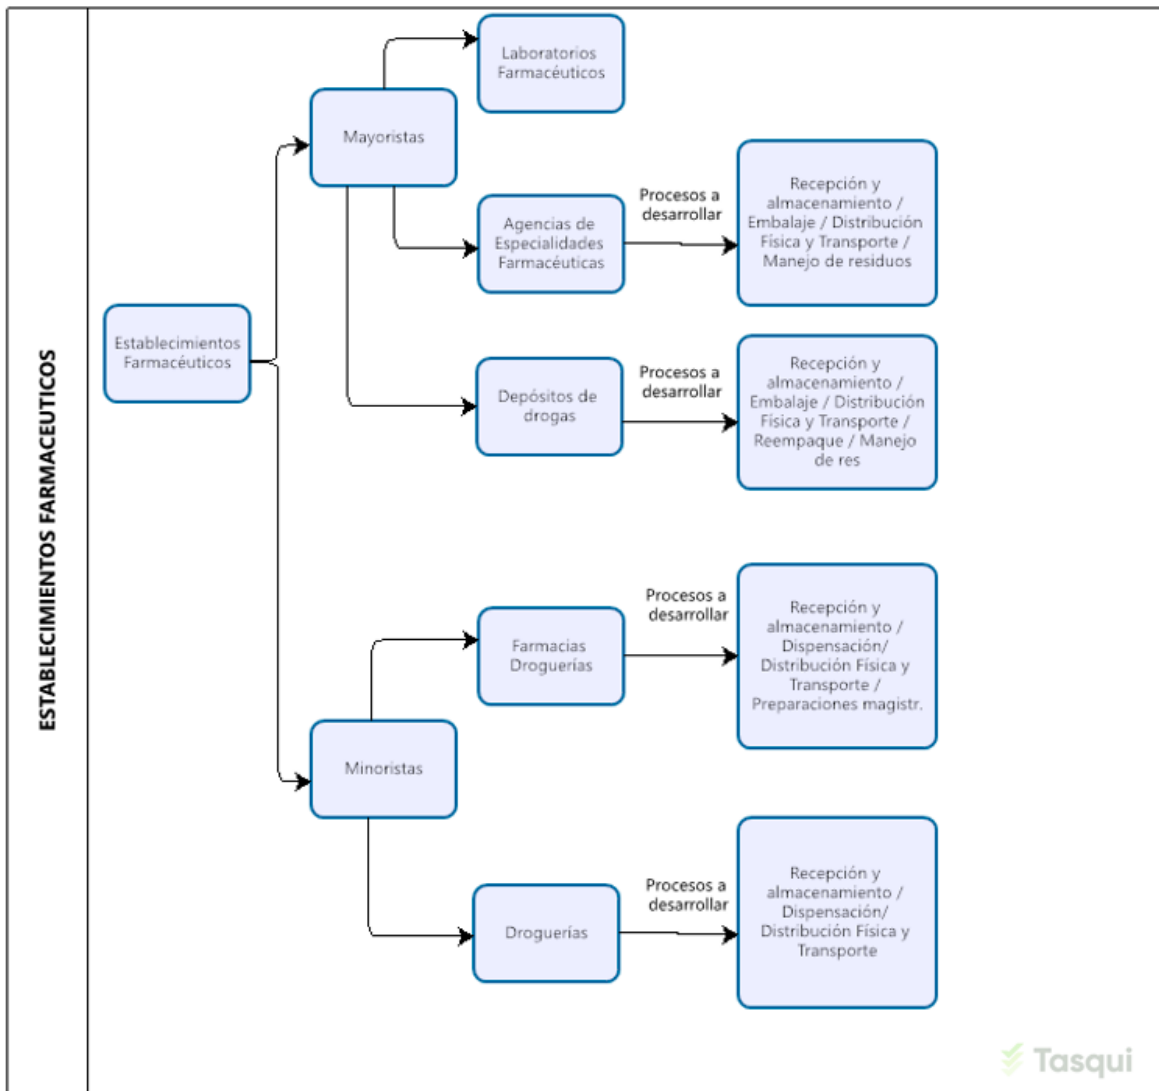 ESTABLECIMIENTOS FARMACEUTICOS
Establecimientos
Farmacéuticos
Mayoristas
Laboratorios
Farmacéuticos
Agencias de
Especialidades
Farmacéuticas
Procesos a
desarrollar
Recepción y
almacenamiento /
Embalaje / Distribución
Física y Transporte /
Manejo de residuos
Depósitos de
drogas
Procesos a
desarrollar
Recepción y
almacenamiento /
Embalaje / Distribución
Física y Transporte /
Reempaque / Manejo
de res
Minoristas
Farmacias
Droguerías
Procesos a
desarrollar
Recepción y
almacenamiento /
Dispensación/
Distribución Física y
Transporte /
Preparaciones magistr.
Droguerías
Procesos a
desarrollar
Recepción y
almacenamiento /
Dispensación/
Distribución Física y
Transporte
Tasqui